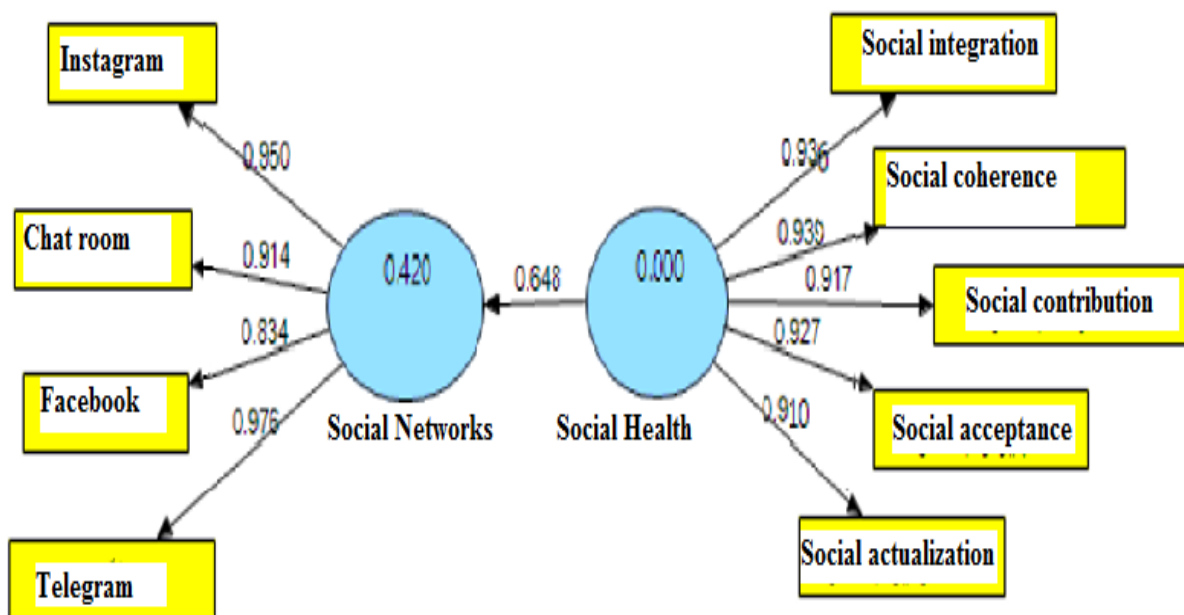 Instagram
Social integration
0.950
0.936
Social coherence
Chat room
0.914
0.939
0.420
0.000
0.648
0.917
Social contribution
0.834
0.927
Facebook
0.976
0.910
Social Networks
Social Health
Social acceptance
Social actualization
Telegram